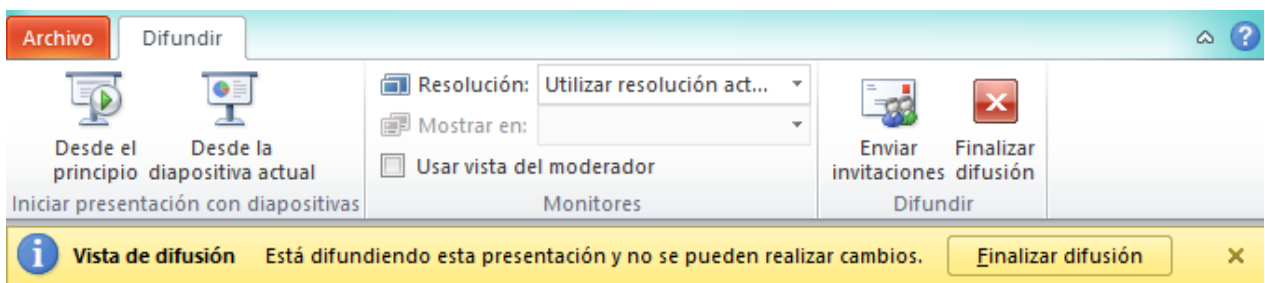 Archivo
Difundir
Desde el
principio
Desde la
diapositiva actual
Iniciar presentación con diapositivas
Resolución:
Utilizar resolución act...
Mostrar en:
Usar vista del moderador
Monitores
Enviar
invitaciones
Finalizar
difusión
Difundir
Vista de difusión Está difundiendo esta presentación y no se pueden realizar cambios. Finalizar difusión